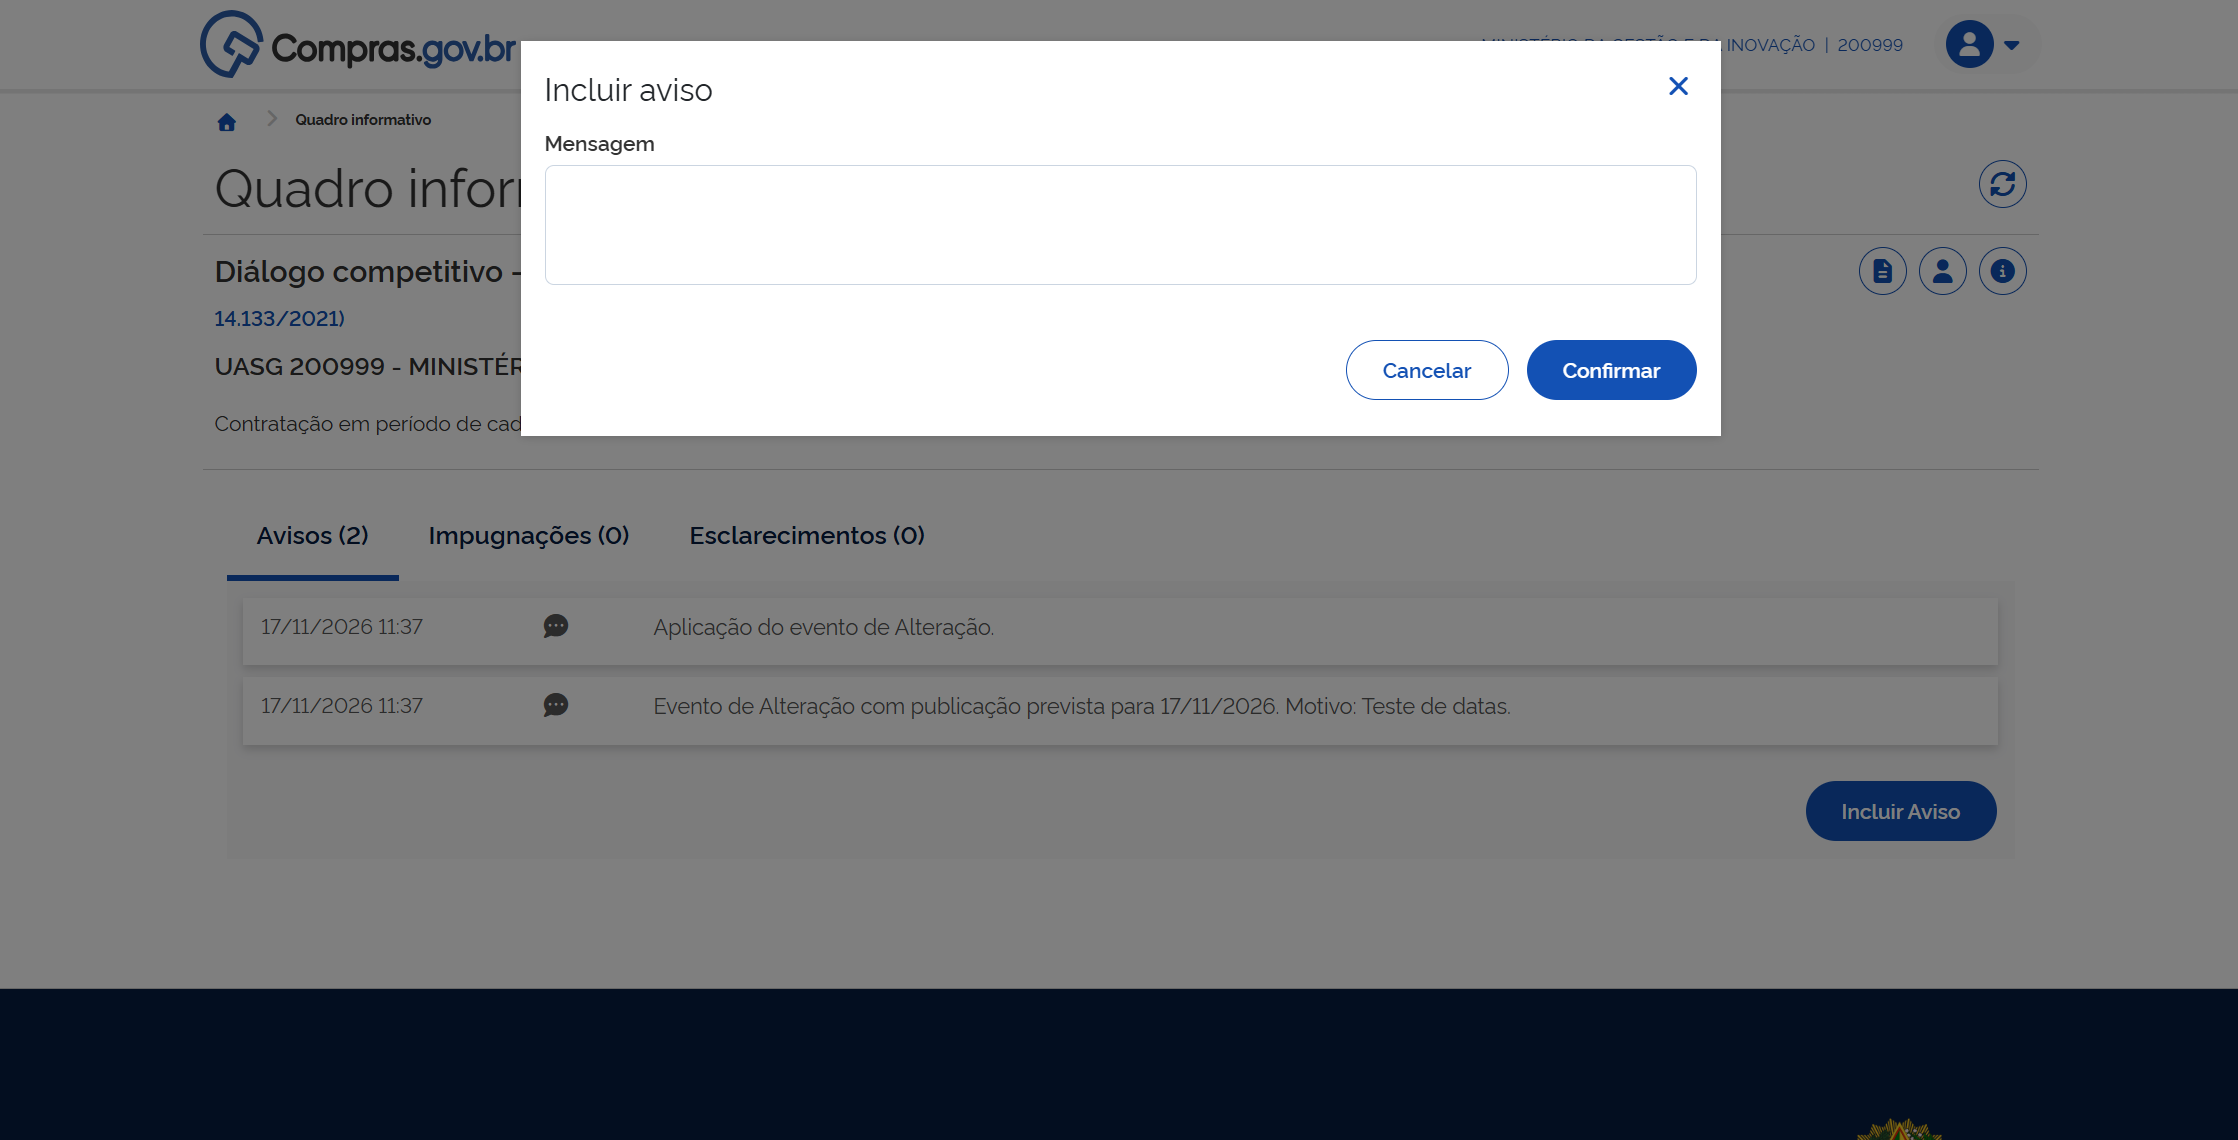 Compras.gov.br
INOVAÇÃO | 200999
Quadro informativo
Quadro infor
Diálogo competitivo -
14.133/2021)
UASG 200999 - MINISTÉR
Contratação em período de cad
Incluir aviso
Mensagem
Cancelar
Confirmar
Avisos (2)
Impugnações (0)
Esclarecimentos (0)
17/11/2026 11:37
Aplicação do evento de Alteração.
17/11/2026 11:37
Evento de Alteração com publicação prevista para 17/11/2026. Motivo: Teste de datas.
Incluir Aviso